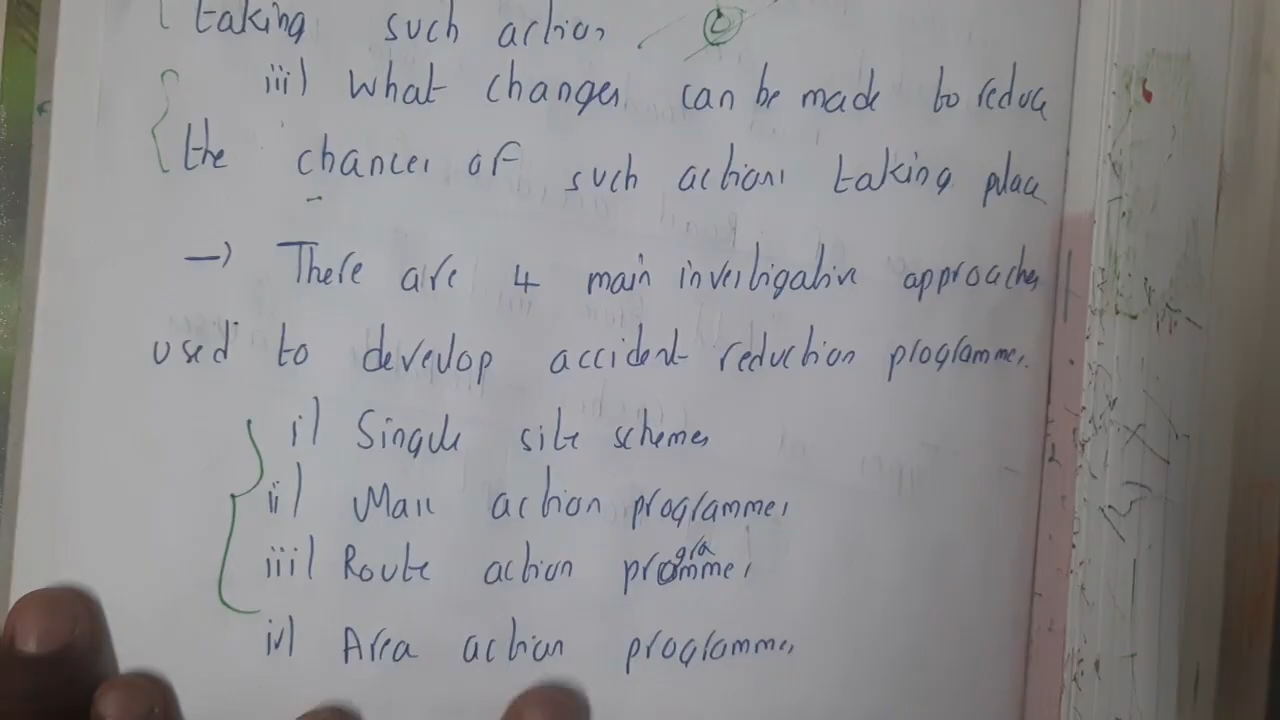 taking such action
iii) What changes can be made to reduce
the chances of such actions taking place
→ There are 4 main investigative approaches
used to develop accident reduction programmes.
i) Single site schemes
ii) Mass action programmes
iii) Route action programmes
iv) Area action programmes